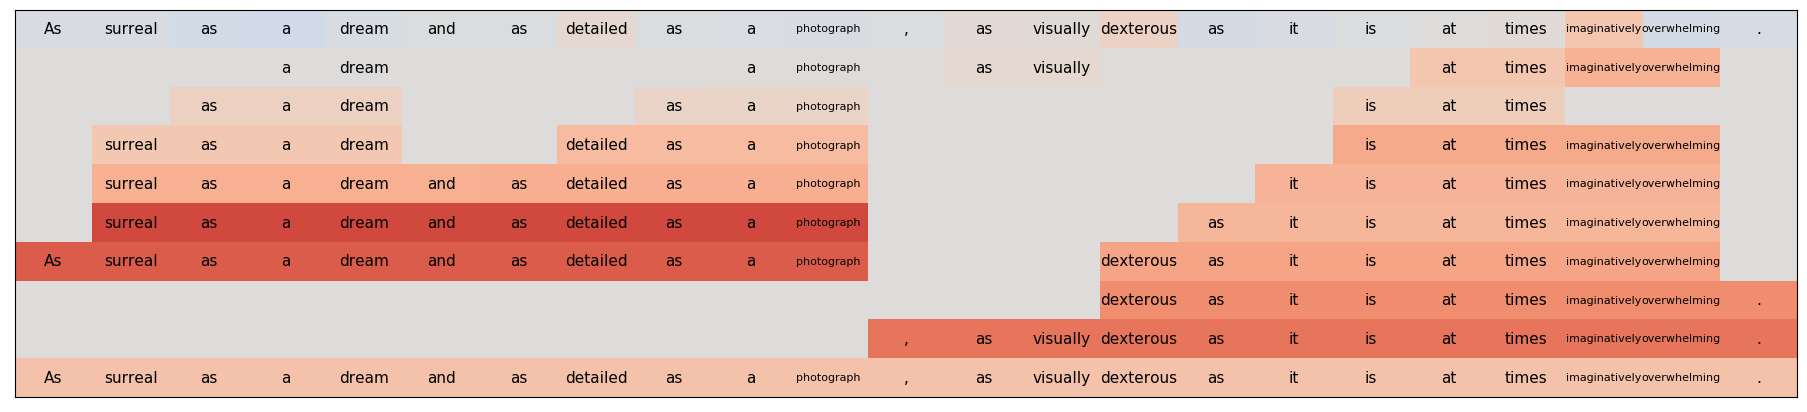 As surreal as a dream and as detailed as a photograph , as visually dexterous as it is at times imaginatively overwhelming .
a dream a photograph as visually at times imaginatively overwhelming
as a dream as a photograph is at times
surreal as a dream detailed as a photograph is at times imaginatively overwhelming
surreal as a dream and as detailed as a photograph it is at times imaginatively overwhelming
surreal as a dream and as detailed as a photograph as it is at times imaginatively overwhelming
As surreal as a dream and as detailed as a photograph dexterous as it is at times imaginatively overwhelming
dexterous as it is at times imaginatively overwhelming .
, as visually dexterous as it is at times imaginatively overwhelming .
As surreal as a dream and as detailed as a photograph , as visually dexterous as it is at times imaginatively overwhelming .